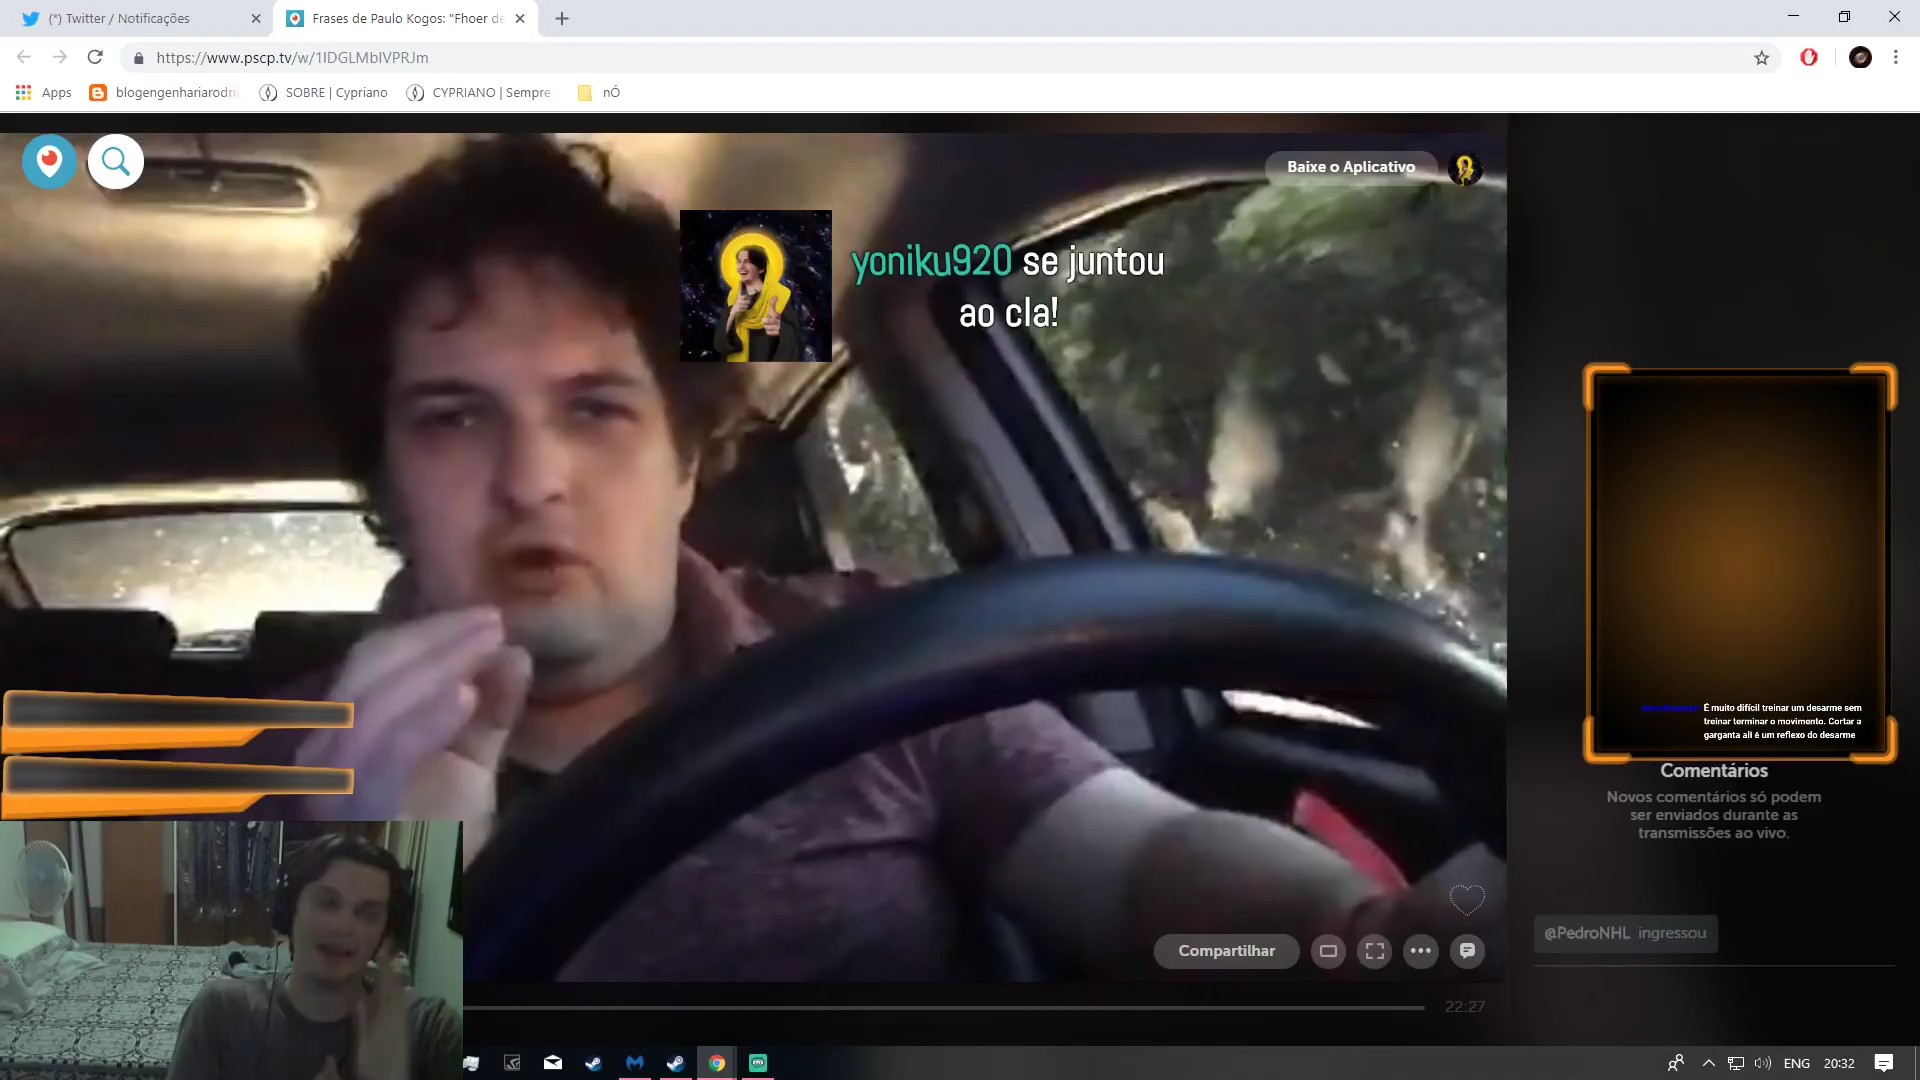 (*) Twitter / Notificações
Frases de Paulo Kogos: "Fhoer de
https://www.pscp.tv/w/1IDGLMbIVPRJm
Apps
blogengenhariarodri
SOBRE | Cypriano
CYPRIANO | Sempre
nÓ
Baixe o Aplicativo
yoniku920 se juntou
ao cla!
É muito difícil treinar um desarme sem
treinar terminar o movimento. Cortar a
garganta ali é um reflexo do desarme
Comentários
Novos comentários só podem
ser enviados durante as
transmissões ao vivo.
@PedroNHL ingressou
Compartilhar
22:27
ENG
20:32